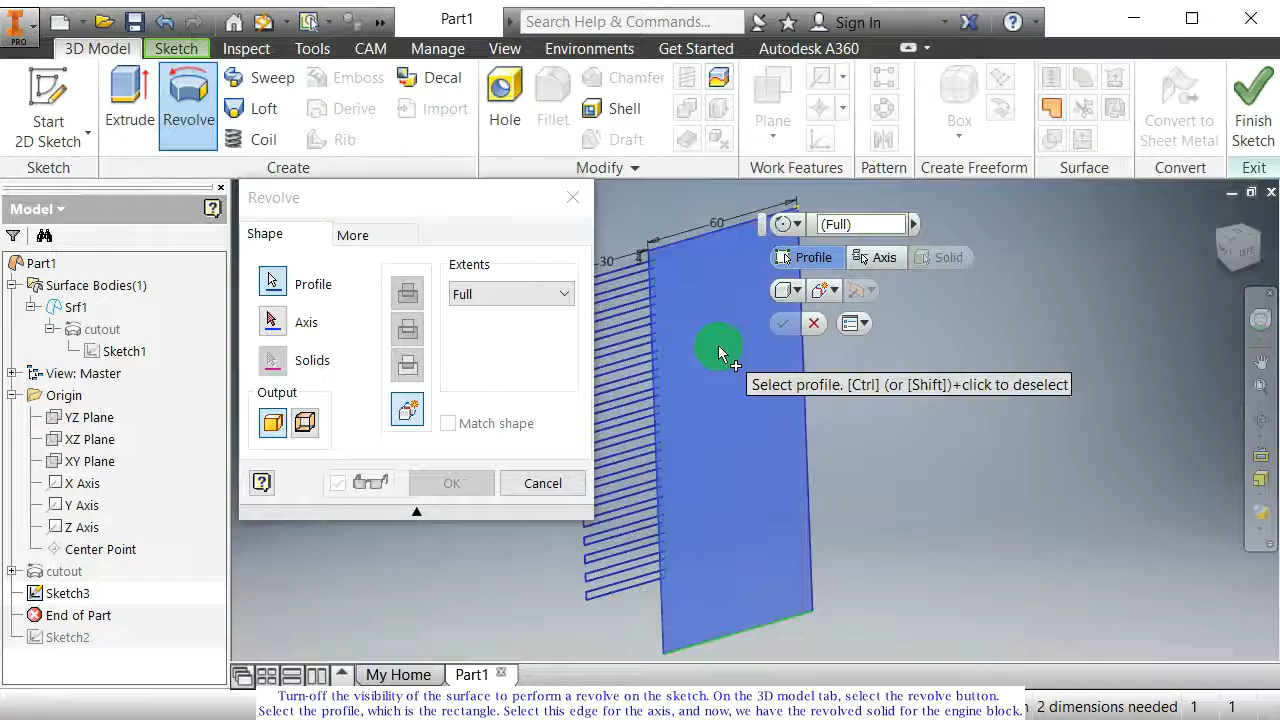 Part1
Search Help & Commands...
Sign In
PRO
3D Model
Sketch
Inspect
Tools
CAM
Manage
View
Environments
Get Started
Autodesk A360
Start
2D Sketch
Extrude
Revolve
Sweep
Loft
Coil
Emboss
Derive
Rib
Decal
Import
Hole
Fillet
Chamfer
Shell
Draft
Plane
Box
Convert to
Sheet Metal
Finish
Sketch
Sketch
Create
Modify
Work Features
Pattern
Create Freeform
Surface
Convert
Exit
Model
Part1
Surface Bodies(1)
Srf1
cutout
Sketch1
View: Master
Origin
YZ Plane
XZ Plane
XY Plane
X Axis
Y Axis
Z Axis
Center Point
cutout
Sketch3
End of Part
Sketch2
Revolve
Shape
More
Profile
Axis
Solids
Output
Extents
Full
Match shape
OK
Cancel
60
30
(Full)
Profile
Axis
Solid
Select profile. [Ctrl] (or [Shift])+click to deselect
My Home
Part1
2 dimensions needed
1
1
Turn-off the visibility of the surface to perform a revolve on the sketch. On the 3D model tab, select the revolve button.
Select the profile, which is the rectangle. Select this edge for the axis, and now, we have the revolved solid for the engine block.